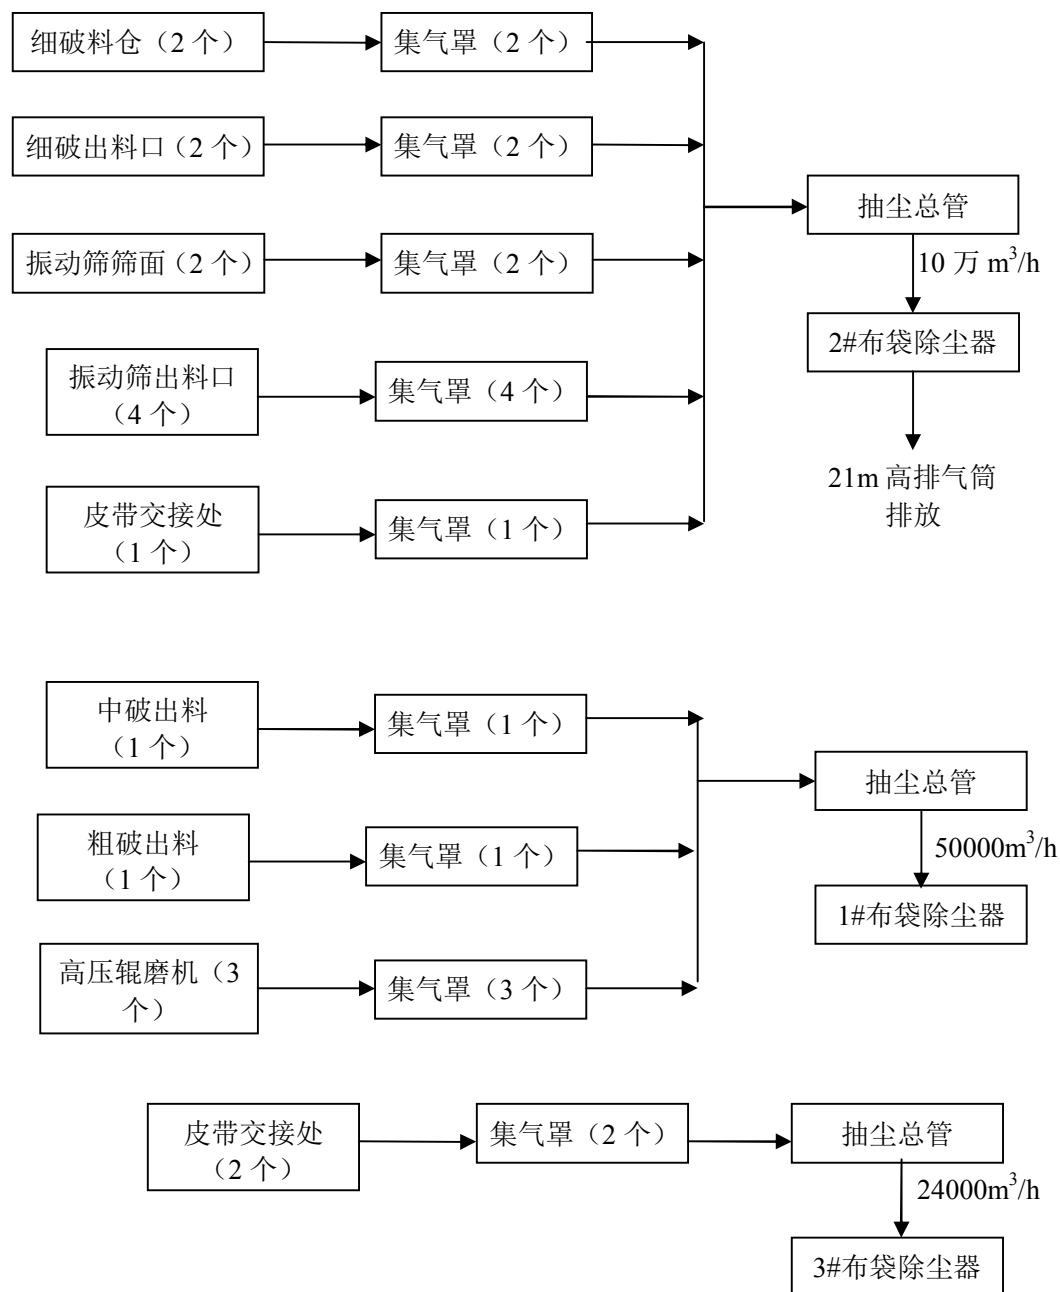 细破料仓（2 个）
集气罩（2 个）
细破出料口（2 个）
集气罩（2 个）
抽尘总管
振动筛筛面（2 个）
集气罩（2 个）
10 万 m³/h
2#布袋除尘器
振动筛出料口
（4 个）
集气罩（4 个）
21m 高排气筒
排放
皮带交接处
（1 个）
集气罩（1 个）
中破出料
（1 个）
集气罩（1 个）
抽尘总管
粗破出料
（1 个）
集气罩（1 个）
50000m³/h
1#布袋除尘器
高压辊磨机（3
个）
集气罩（3 个）
皮带交接处
（2 个）
集气罩（2 个）
抽尘总管
24000m³/h
3#布袋除尘器